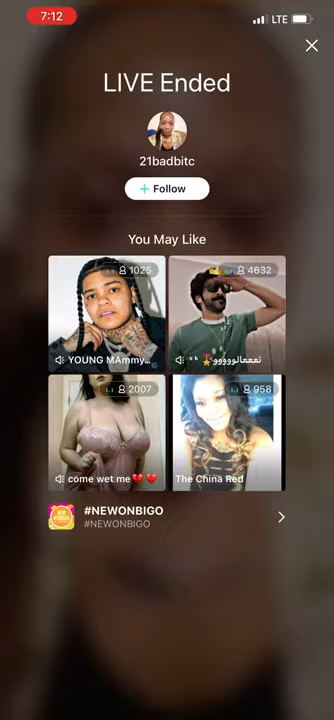 7:12
LTE
LIVE Ended
21badbitc
+ Follow
You May Like
1025
4632
YOUNG MAmmy...
تعععالووووو
2007
958
come wet me💔💔
The China Red
#NEWONBIGO
#NEWONBIGO